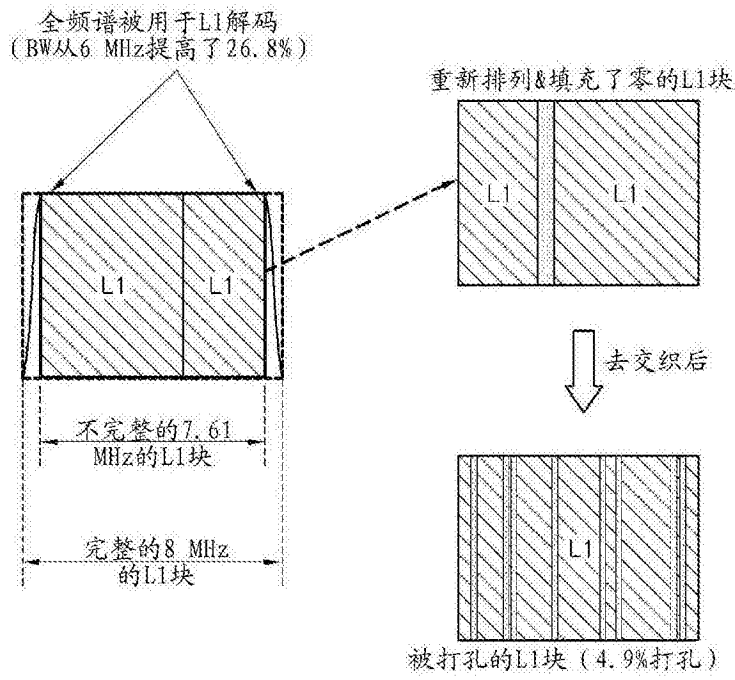 全频谱被用于L1解码
(BW从6 MHz提高了26.8%)
L1
L1
不完整的7.61
MHz的L1块
完整的8 MHz
的L1块
重新排列&填充了零的L1块
L1
L1
去交织后
L1
被打孔的L1块(4.9%打孔)